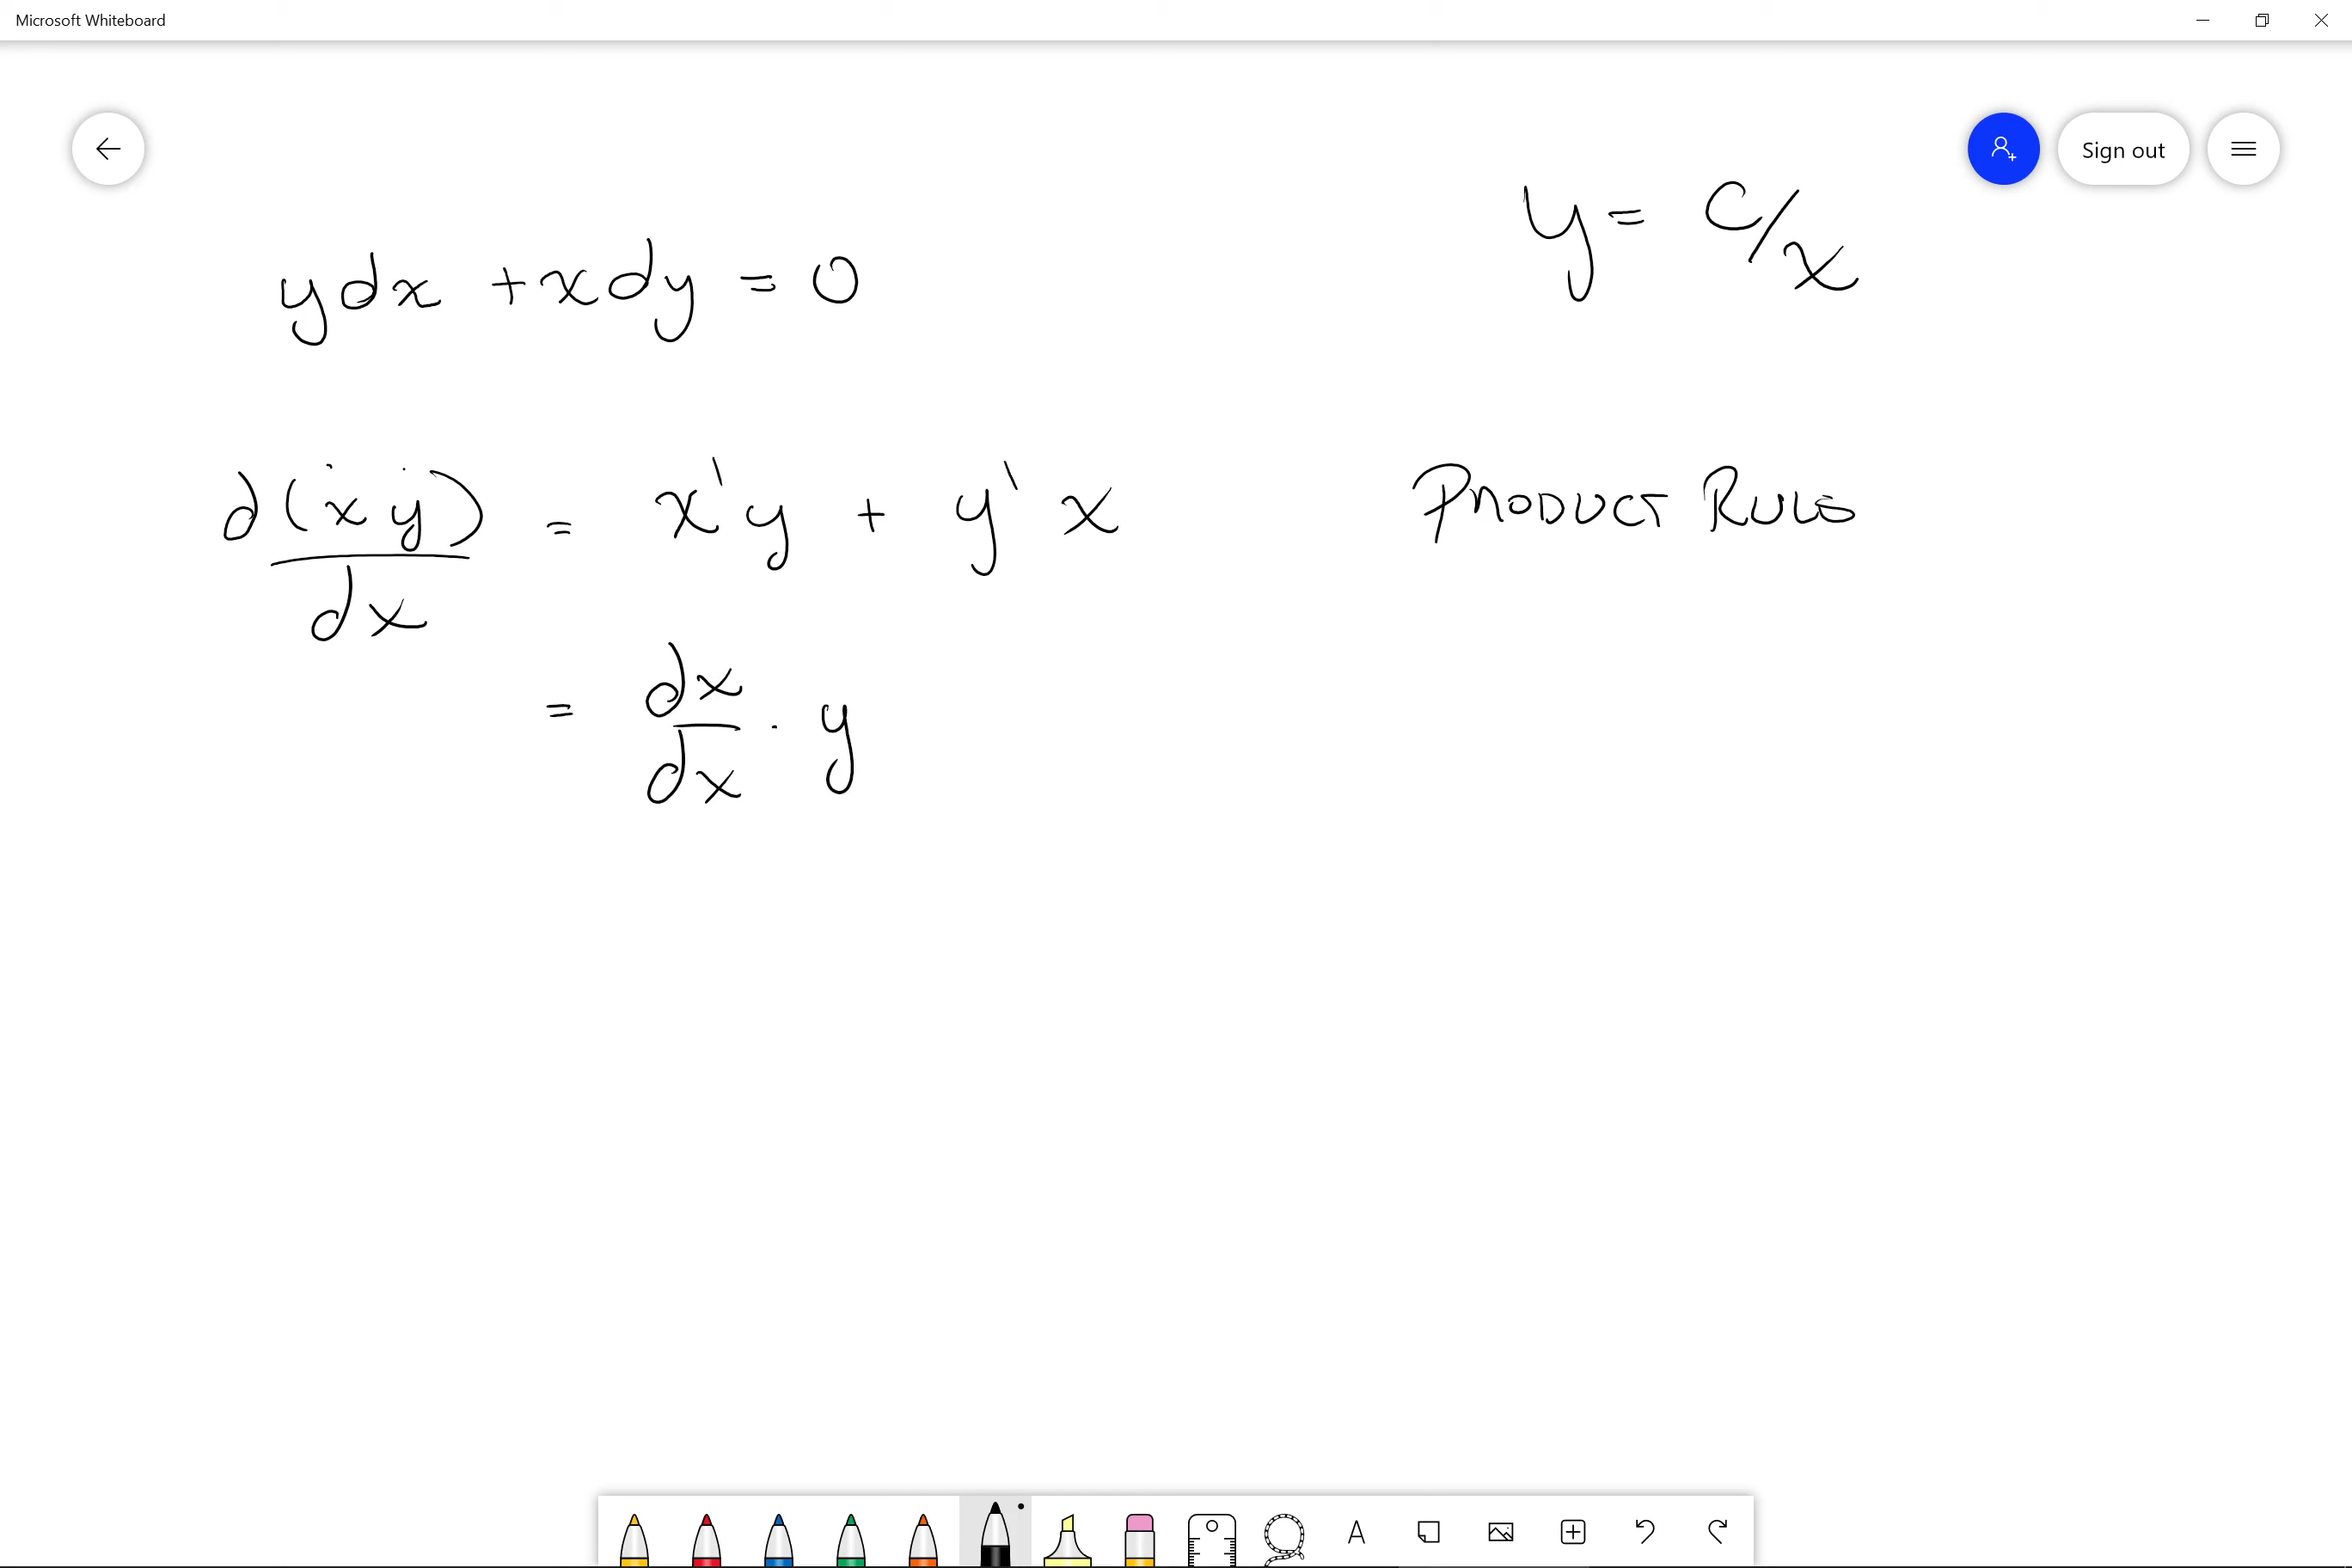 Microsoft Whiteboard
Sign out
y = c/x
ydx + xdy = 0
d(xy)/dx = x'y + y'x
PRODUCT RULE
= dx/dx · y
A